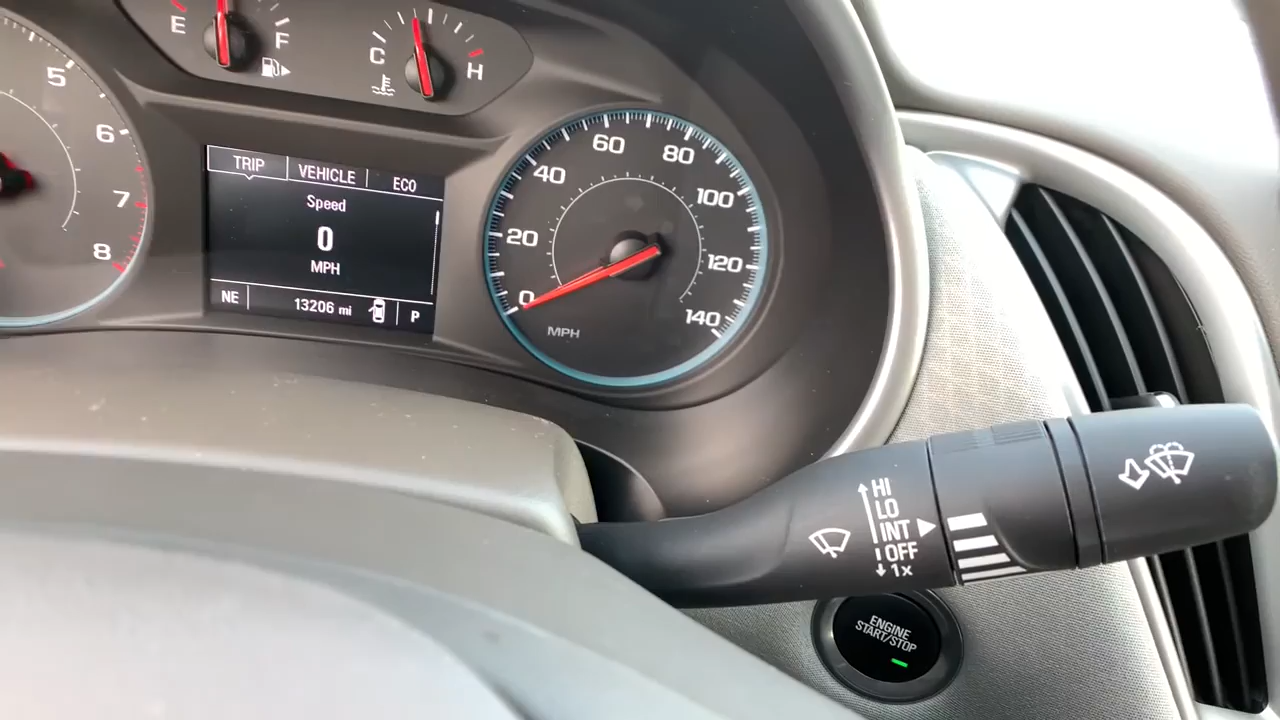 E
F
C
H
5
6
7
8
TRIP
VEHICLE
ECO
Speed
0
MPH
NE
13206 mi
P
0
20
40
60
80
100
120
140
MPH
HI
LO
INT
OFF
1x
ENGINE
START/STOP